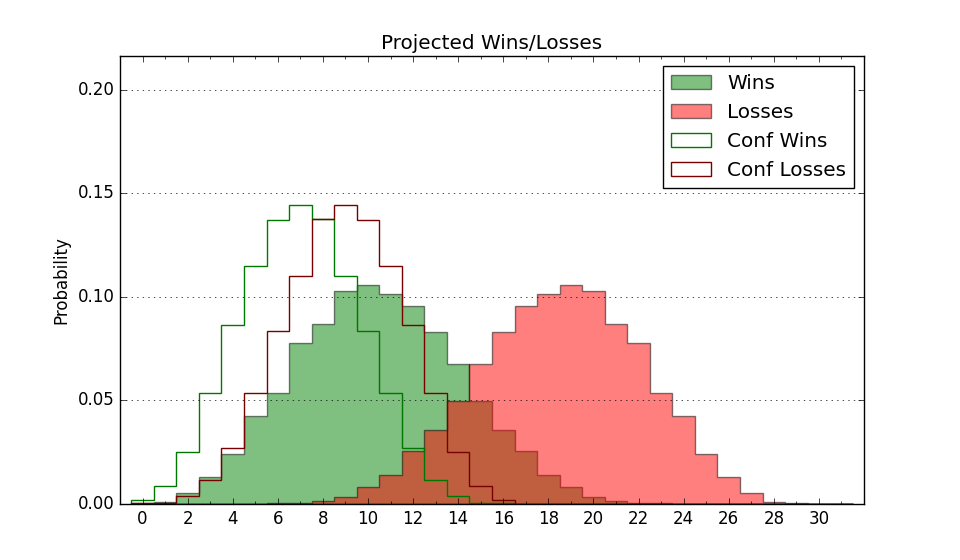 Projected Wins/Losses
Wins
Losses
Conf Wins
Conf Losses
Probability
0.20
0.15
0.10
0.05
0.00
0 2 4 6 8 10 12 14 16 18 20 22 24 26 28 30